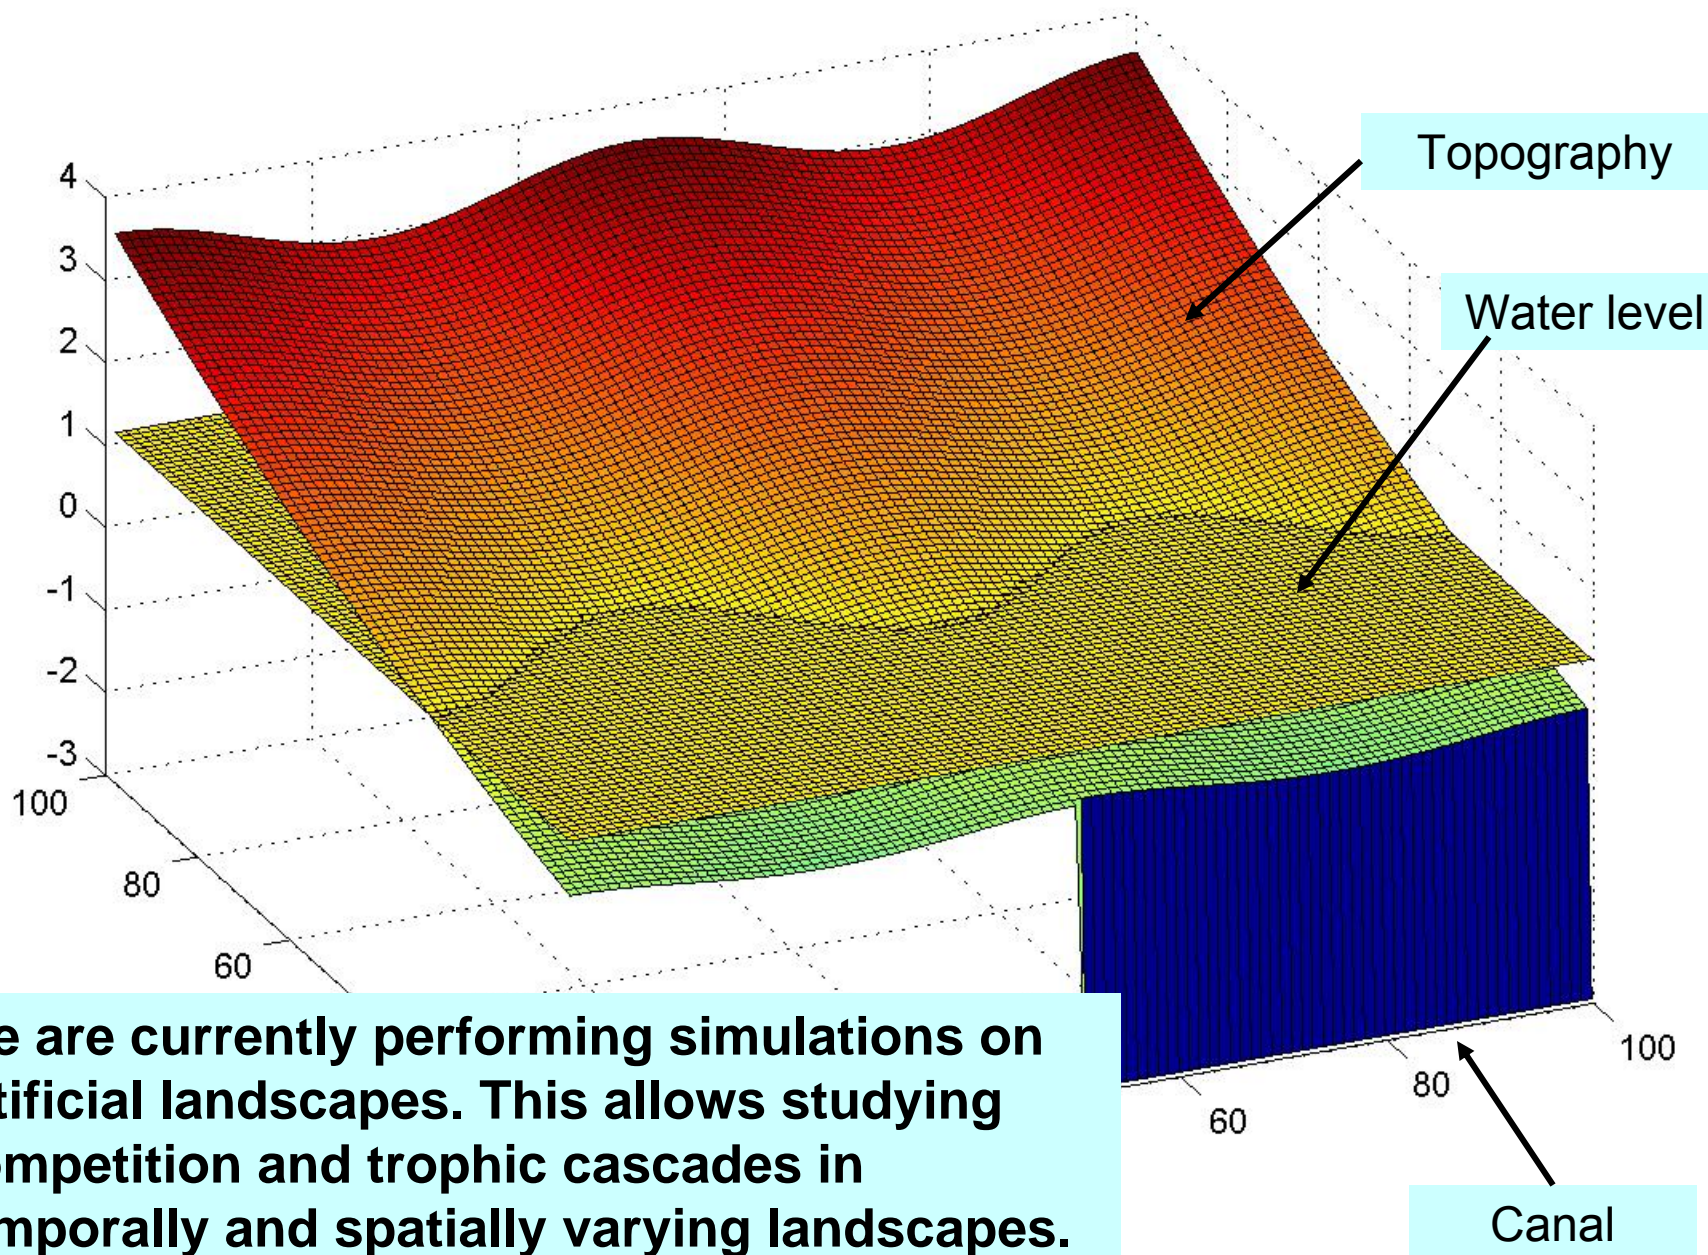 Topography
Water level
4
3
2
1
0
-1
-2
-3
100
80
60
100
80
60
e are currently performing simulations on
tificial landscapes. This allows studying
ompetition and trophic cascades in
mporally and spatially varying landscapes.
Canal